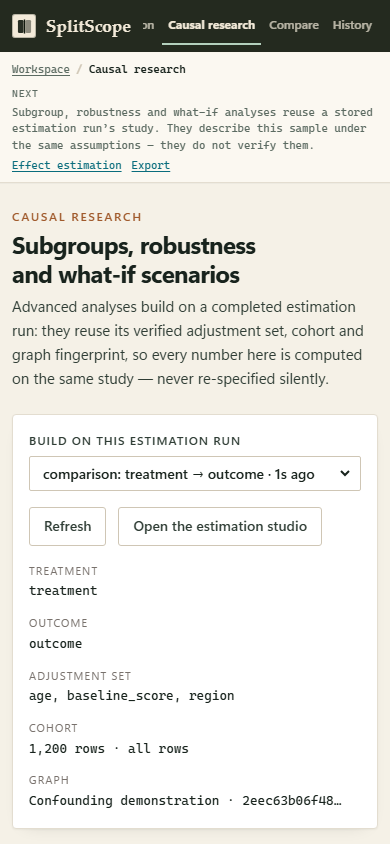 SplitScope on Causal research Compare History
Workspace / Causal research
NEXT
Subgroup, robustness and what-if analyses reuse a stored
estimation run's study. They describe this sample under
the same assumptions — they do not verify them.
Effect estimation Export
CAUSAL RESEARCH
Subgroups, robustness
and what-if scenarios
Advanced analyses build on a completed estimation
run: they reuse its verified adjustment set, cohort and
graph fingerprint, so every number here is computed
on the same study — never re-specified silently.
BUILD ON THIS ESTIMATION RUN
comparison: treatment → outcome · 1s ago
Refresh Open the estimation studio
TREATMENT
treatment
OUTCOME
outcome
ADJUSTMENT SET
age, baseline_score, region
COHORT
1,200 rows · all rows
GRAPH
Confounding demonstration · 2eec63b06f48…